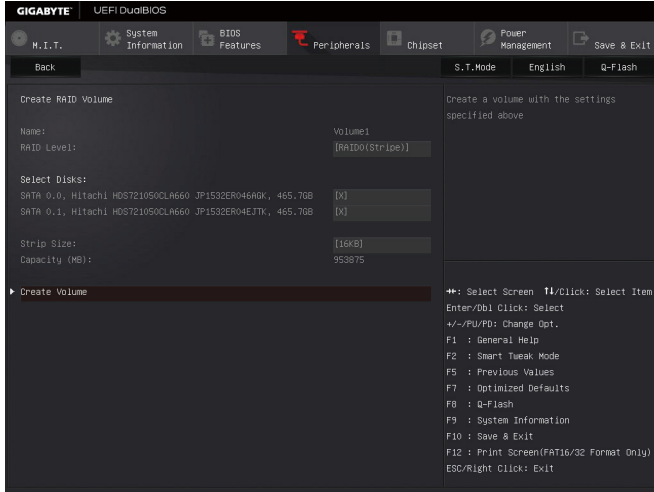 GIGABYTE™ UEFI DualBIOS
M.I.T. System Information BIOS Features Peripherals Chipset Power Management Save & Exit
Back S.T.Mode English Q-Flash
Create RAID Volume
Name: Volume1
RAID Level: [RAID0(Stripe)]
Select Disks:
SATA 0.0, Hitachi HDS721050CLA660 JP1532ER046AGK, 465.7GB [X]
SATA 0.1, Hitachi HDS721050CLA660 JP1532ER04EJTK, 465.7GB [X]
Strip Size: [16KB]
Capacity (MB): 953875
Create Volume
Create a volume with the settings
specified above
→←: Select Screen ↑↓/Click: Select Item
Enter/Dbl Click: Select
+/-/PU/PD: Change Opt.
F1 : General Help
F2 : Smart Tweak Mode
F5 : Previous Values
F7 : Optimized Defaults
F8 : Q-Flash
F9 : System Information
F10 : Save & Exit
F12 : Print Screen(FAT16/32 Format Only)
ESC/Right Click: Exit